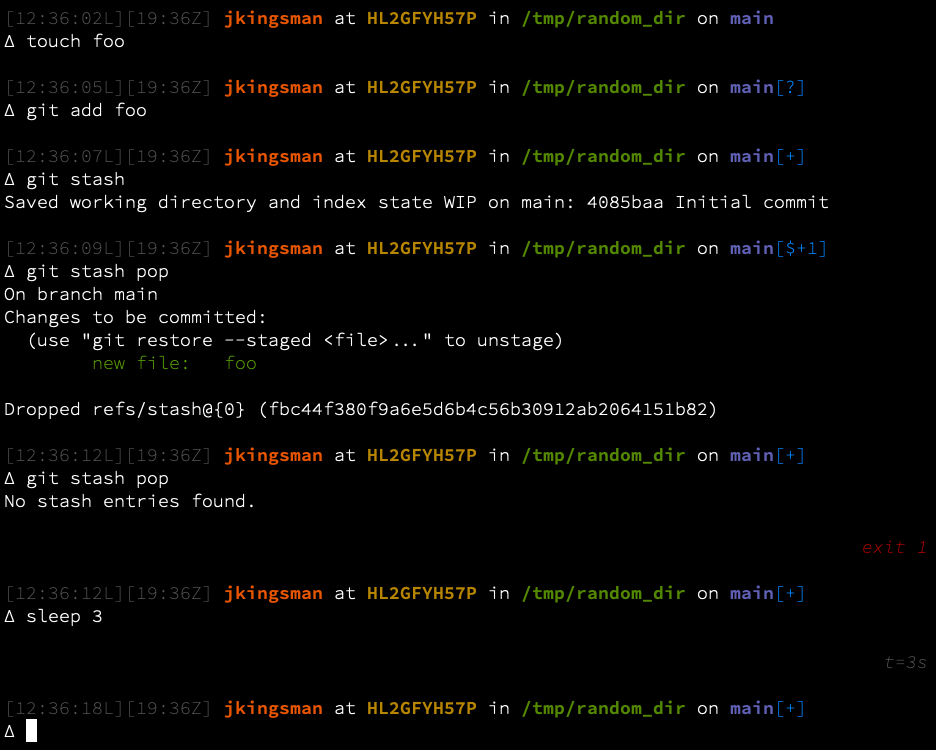 [12:36:02L][19:36Z] jkingsman at HL2GFYH57P in /tmp/random_dir on main
Δ touch foo
[12:36:05L][19:36Z] jkingsman at HL2GFYH57P in /tmp/random_dir on main[?]
Δ git add foo
[12:36:07L][19:36Z] jkingsman at HL2GFYH57P in /tmp/random_dir on main[+]
Δ git stash
Saved working directory and index state WIP on main: 4085baa Initial commit
[12:36:09L][19:36Z] jkingsman at HL2GFYH57P in /tmp/random_dir on main[$+1]
Δ git stash pop
On branch main
Changes to be committed:
  (use "git restore --staged <file>..." to unstage)
        new file:   foo
Dropped refs/stash@{0} (fbc44f380f9a6e5d6b4c56b30912ab2064151b82)
[12:36:12L][19:36Z] jkingsman at HL2GFYH57P in /tmp/random_dir on main[+]
Δ git stash pop
No stash entries found.
exit 1
[12:36:12L][19:36Z] jkingsman at HL2GFYH57P in /tmp/random_dir on main[+]
Δ sleep 3
t=3s
[12:36:18L][19:36Z] jkingsman at HL2GFYH57P in /tmp/random_dir on main[+]
Δ